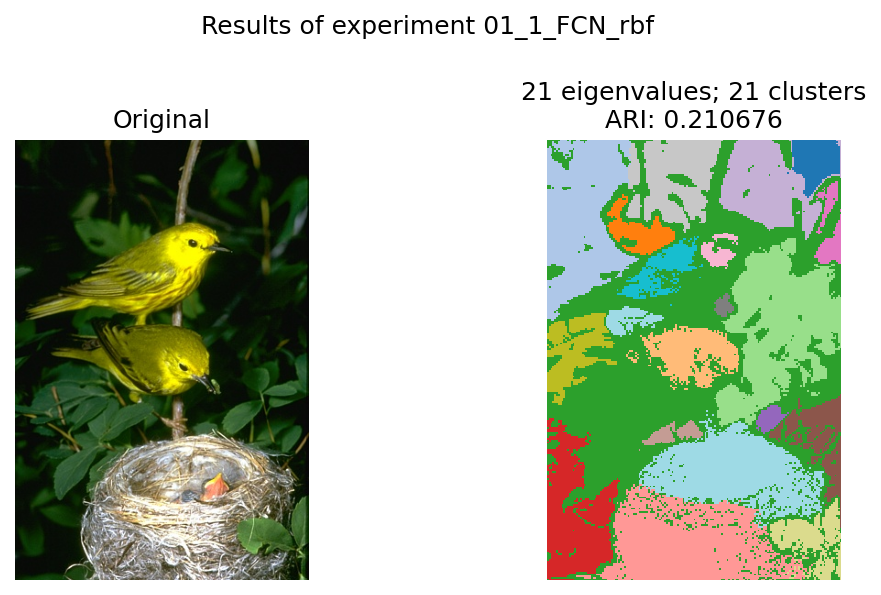 Results of experiment 01_1_FCN_rbf
Original
21 eigenvalues; 21 clusters
ARI: 0.210676